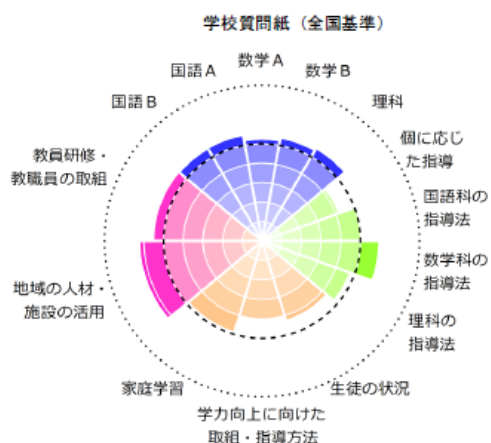 学校質問紙（全国基準）
数学Ａ
数学Ｂ
理科
個に応じ
た指導
国語科の
指導法
数学科の
指導法
理科の
指導法
生徒の状況
学力向上に向けた
取組・指導方法
家庭学習
地域の人材・
施設の活用
教員研修・
教職員の取組
国語Ｂ
国語Ａ